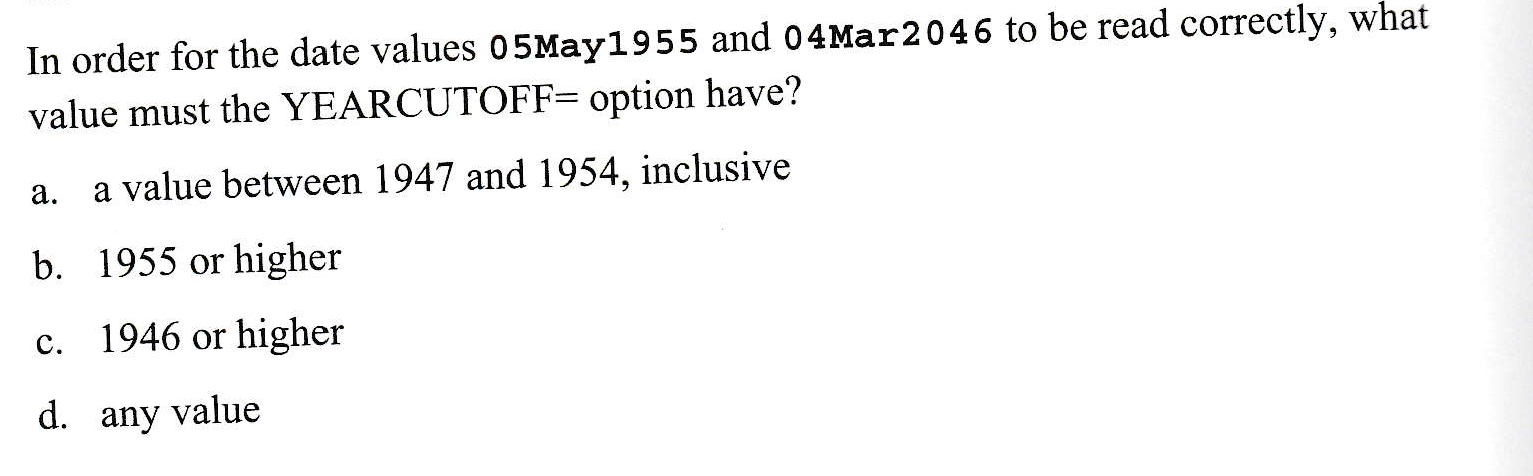 In order for the date values 05May1955 and 04Mar2046 to be read correctly, what
value must the YEARCUTOFF= option have?
a. a value between 1947 and 1954, inclusive
b. 1955 or higher
c. 1946 or higher
d. any value